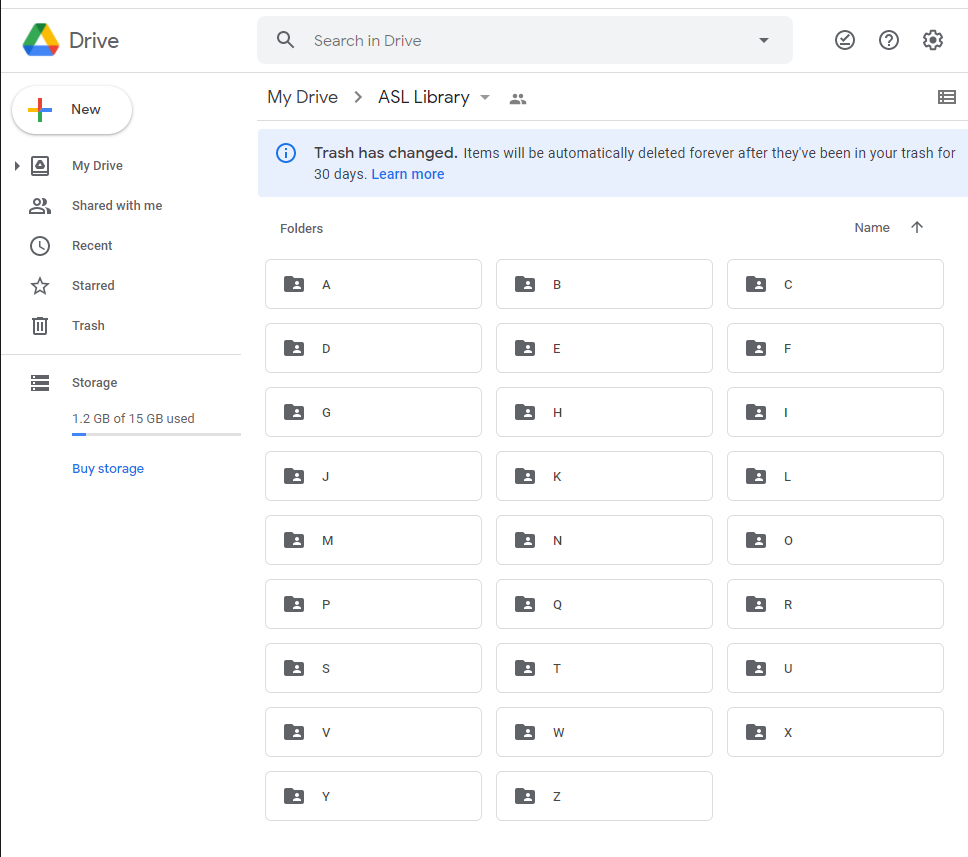 Drive
Search in Drive
New
My Drive
Shared with me
Recent
Starred
Trash
Storage
1.2 GB of 15 GB used
Buy storage
My Drive > ASL Library
Trash has changed. Items will be automatically deleted forever after they've been in your trash for
30 days. Learn more
Folders Name
A B C
D E F
G H I
J K L
M N O
P Q R
S T U
V W X
Y Z